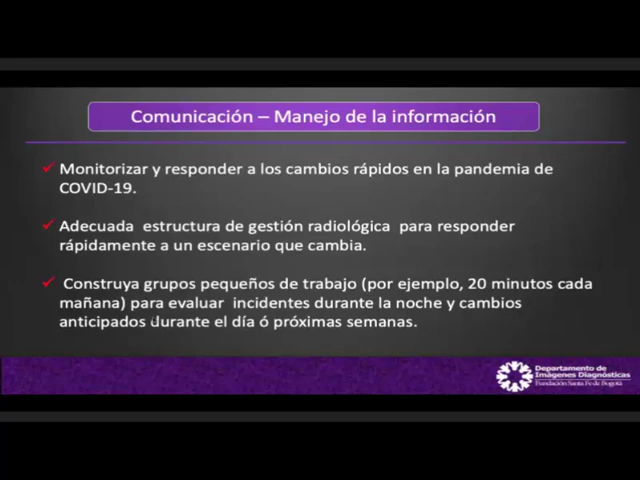 Comunicación – Manejo de la información
Monitorizar y responder a los cambios rápidos en la pandemia de
COVID-19.
Adecuada estructura de gestión radiológica para responder
rápidamente a un escenario que cambia.
Construya grupos pequeños de trabajo (por ejemplo, 20 minutos cada
mañana) para evaluar incidentes durante la noche y cambios
anticipados durante el día ó próximas semanas.
Departamento de
Imágenes Diagnósticas
Fundación Santa Fe de Bogotá